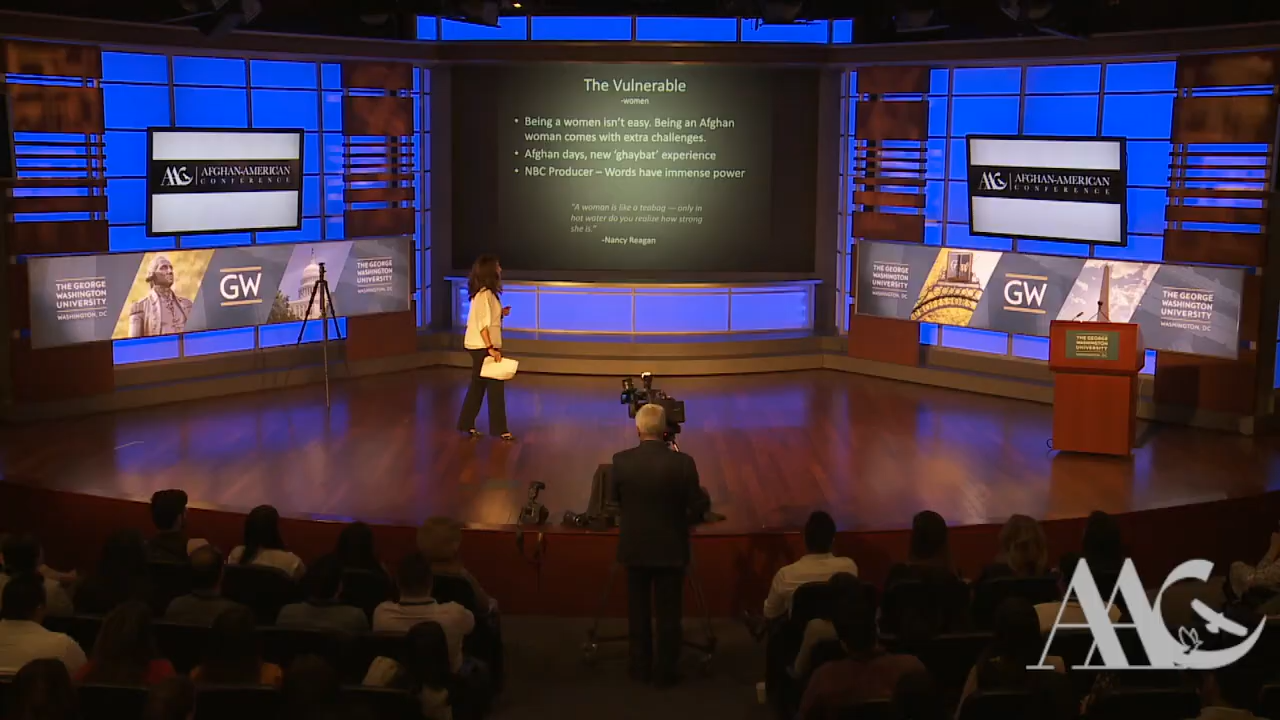 The Vulnerable
-women
• Being a women isn't easy. Being an Afghan
woman comes with extra challenges.
• Afghan days, new 'ghaybat' experience
• NBC Producer – Words have immense power
"A woman is like a teabag — only in
hot water do you realize how strong
she is."
-Nancy Reagan
AAC | AFGHAN-AMERICAN
CONFERENCE
AAC | AFGHAN-AMERICAN
CONFERENCE
THE GEORGE
WASHINGTON
UNIVERSITY
WASHINGTON, DC
GW
THE GEORGE
WASHINGTON
UNIVERSITY
WASHINGTON, DC
THE GEORGE
WASHINGTON
UNIVERSITY
WASHINGTON, DC
GW
THE GEORGE
WASHINGTON
UNIVERSITY
WASHINGTON, DC
THE GEORGE
WASHINGTON
UNIVERSITY
AAC